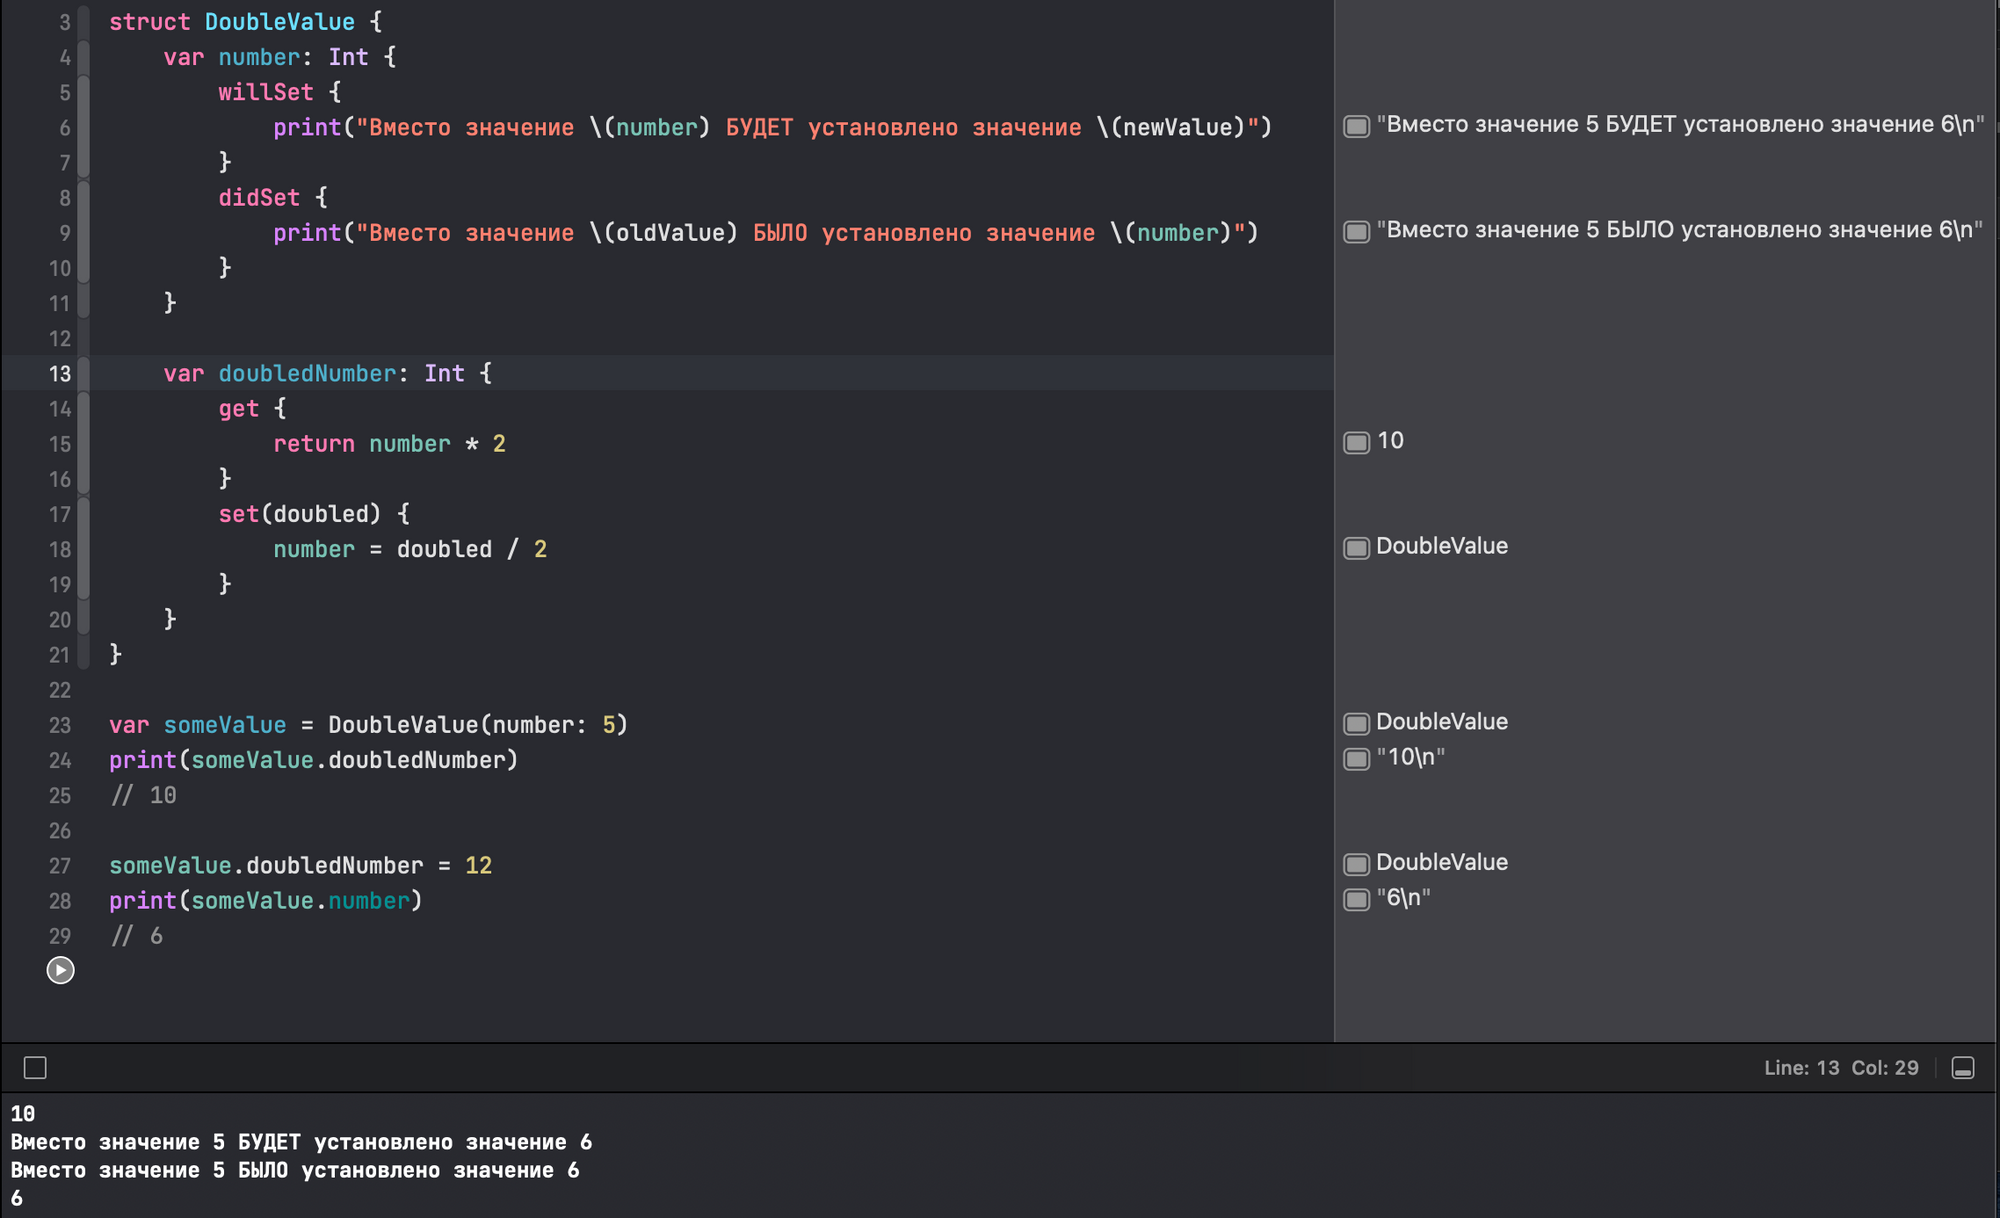 3 struct DoubleValue {
4 var number: Int {
5 willSet {
6 print("Вместо значение \(number) БУДЕТ установлено значение \(newValue)")
"Вместо значение 5 БУДЕТ установлено значение 6\n"
7 }
8 didSet {
9 print("Вместо значение \(oldValue) БЫЛО установлено значение \(number)")
"Вместо значение 5 БЫЛО установлено значение 6\n"
10 }
11 }
12
13 var doubledNumber: Int {
14 get {
15 return number * 2
10
16 }
17 set(doubled) {
18 number = doubled / 2
DoubleValue
19 }
20 }
21 }
22
23 var someValue = DoubleValue(number: 5)
DoubleValue
24 print(someValue.doubledNumber)
"10\n"
25 // 10
26
27 someValue.doubledNumber = 12
DoubleValue
28 print(someValue.number)
"6\n"
29 // 6
Line: 13 Col: 29
10
Вместо значение 5 БУДЕТ установлено значение 6
Вместо значение 5 БЫЛО установлено значение 6
6